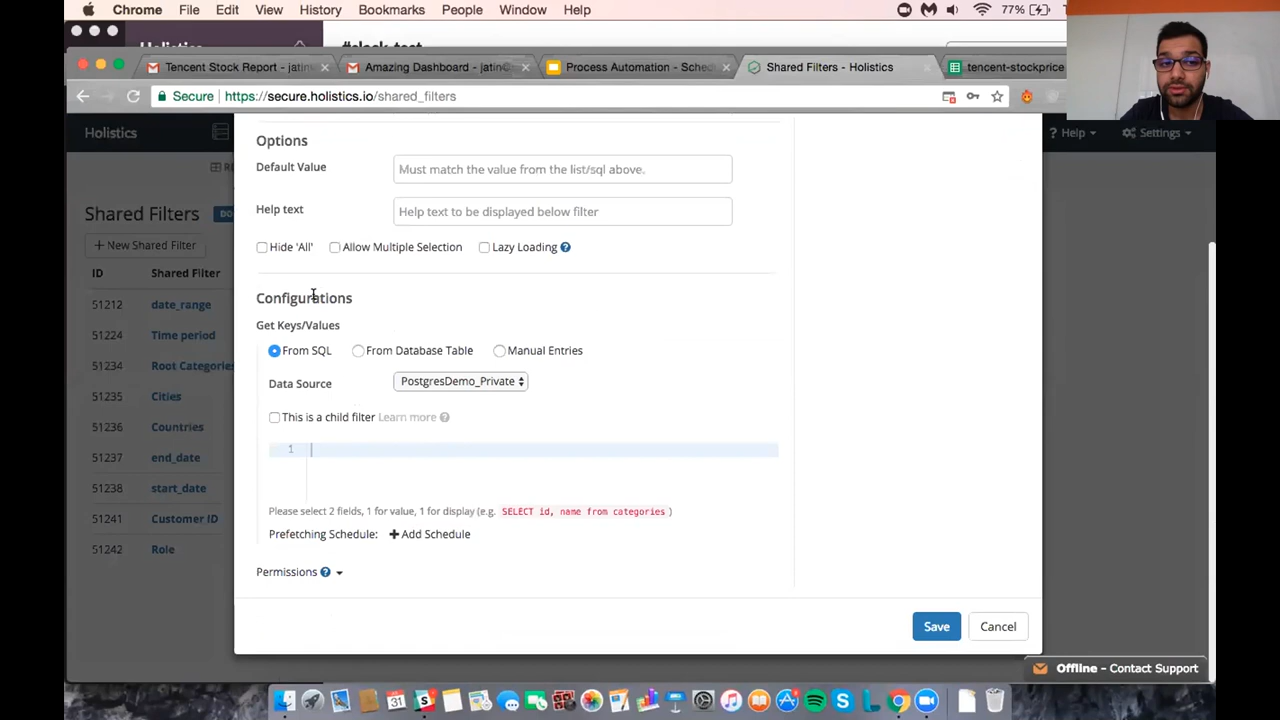 Chrome File Edit View History Bookmarks People Window Help 77%
Holistics #slack_test
Tencent Stock Report - jatin Amazing Dashboard - jatin@ Process Automation - Sched Shared Filters - Holistics tencent-stockprice
Secure https://secure.holistics.io/shared_filters
Holistics Help Settings
Shared Filters
+ New Shared Filter
ID Shared Filter
51212 date_range
51224 Time period
51234 Root Categories
51235 Cities
51236 Countries
51237 end_date
51238 start_date
51241 Customer ID
51242 Role
Options
Default Value Must match the value from the list/sql above.
Help text Help text to be displayed below filter
Hide 'All' Allow Multiple Selection Lazy Loading ?
Configurations
Get Keys/Values
From SQL From Database Table Manual Entries
Data Source PostgresDemo_Private
This is a child filter Learn more ?
1
Please select 2 fields, 1 for value, 1 for display (e.g. SELECT id, name from categories )
Prefetching Schedule: + Add Schedule
Permissions ?
Save Cancel
Offline - Contact Support
31